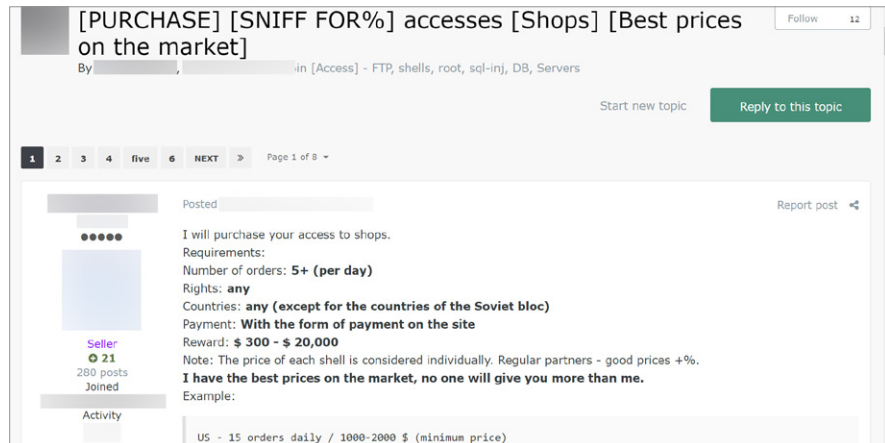 [PURCHASE] [SNIFF FOR%] accesses [Shops] [Best prices
on the market]
Follow 12
By , in [Access] - FTP, shells, root, sql-inj, DB, Servers
Start new topic
Reply to this topic
1 2 3 4 five 6 NEXT » Page 1 of 8
Posted
Report post
I will purchase your access to shops.
Requirements:
Number of orders: 5+ (per day)
Rights: any
Countries: any (except for the countries of the Soviet bloc)
Payment: With the form of payment on the site
Reward: $ 300 - $ 20,000
Note: The price of each shell is considered individually. Regular partners - good prices +%.
I have the best prices on the market, no one will give you more than me.
Example:
US - 15 orders daily / 1000-2000 $ (minimum price)
Seller
21
280 posts
Joined
Activity